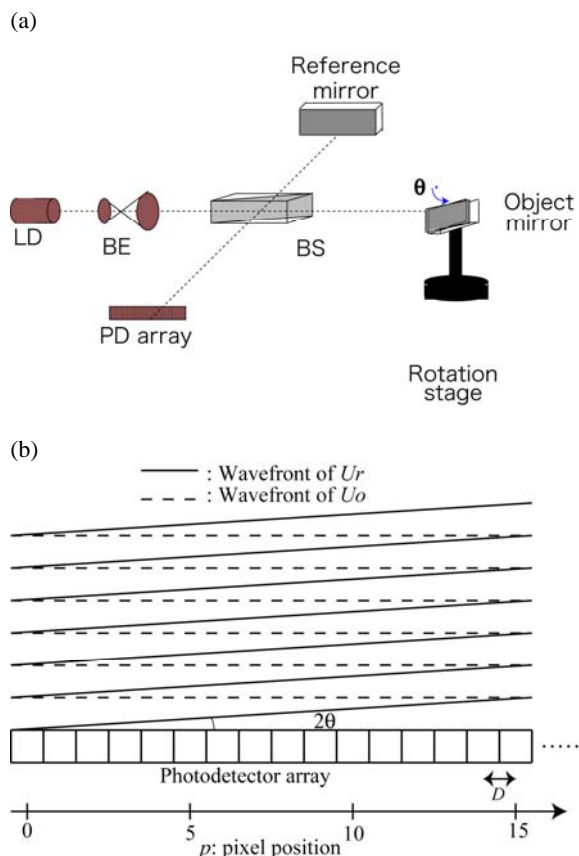 (a)
Reference
mirror
θ
Object
mirror
LD
BE
BS
PD array
Rotation
stage
(b)
: Wavefront of Ur
: Wavefront of Uo
2θ
Photodetector array
D
0 5 10 15
p: pixel position